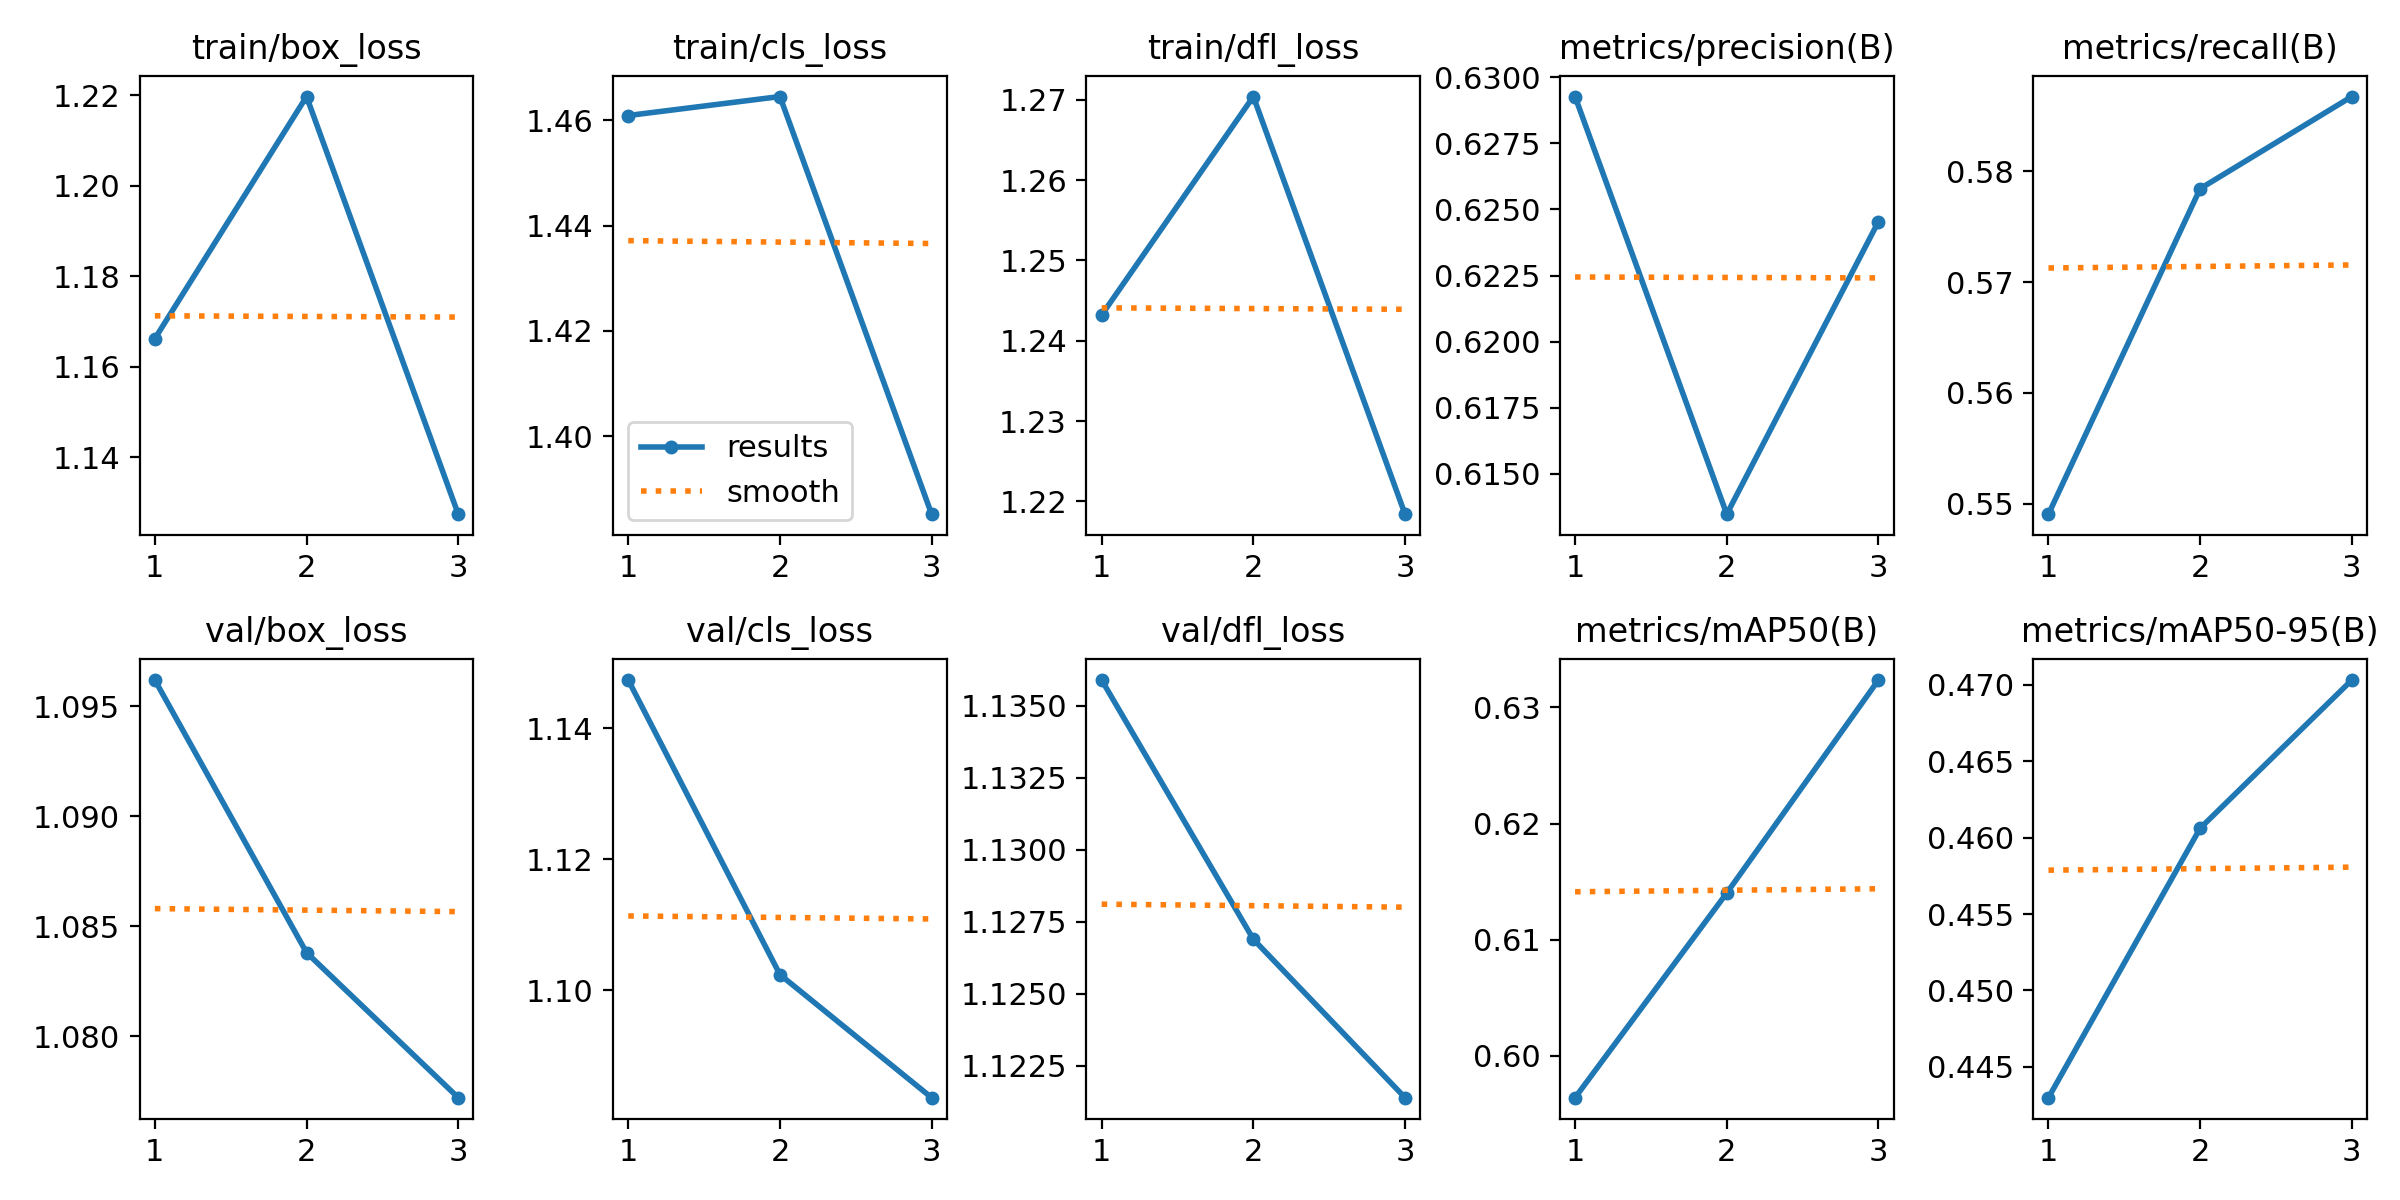 train/box_loss
1.22
1.20
1.18
1.16
1.14
1 2 3
train/cls_loss
1.46
1.44
1.42
1.40
results
smooth
1 2 3
train/dfl_loss
1.27
1.26
1.25
1.24
1.23
1.22
1 2 3
metrics/precision(B)
0.6300
0.6275
0.6250
0.6225
0.6200
0.6175
0.6150
1 2 3
metrics/recall(B)
0.58
0.57
0.56
0.55
1 2 3
val/box_loss
1.095
1.090
1.085
1.080
1 2 3
val/cls_loss
1.14
1.12
1.10
1 2 3
val/dfl_loss
1.1350
1.1325
1.1300
1.1275
1.1250
1.1225
1 2 3
metrics/mAP50(B)
0.63
0.62
0.61
0.60
1 2 3
metrics/mAP50-95(B)
0.470
0.465
0.460
0.455
0.450
0.445
1 2 3